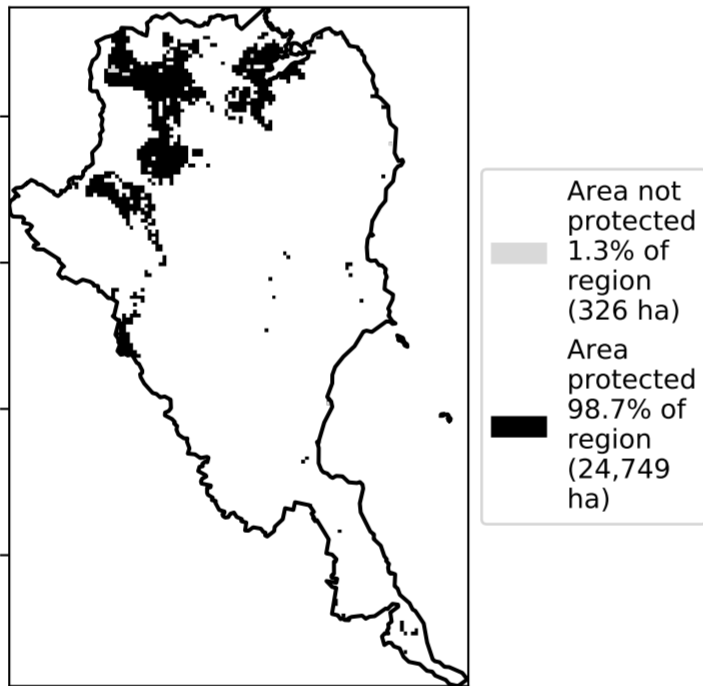 Area not
protected
1.3% of
region
(326 ha)
Area
protected
98.7% of
region
(24,749
ha)